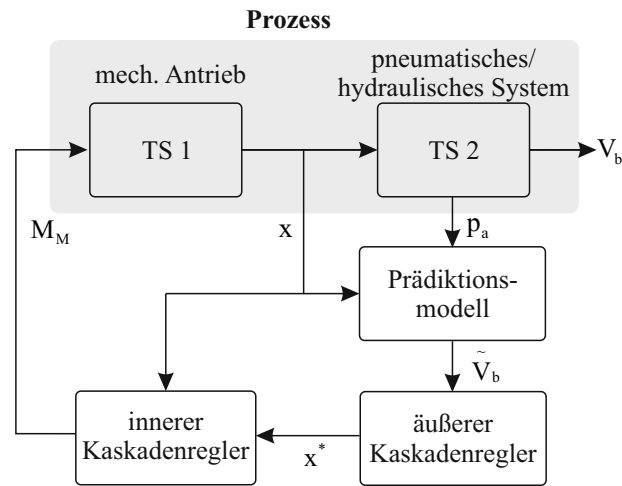 Prozess
mech. Antrieb
pneumatisches/
hydraulisches System
TS 1
TS 2
V_b
M_M
x
p_a
Prädiktions-
modell
Ṽ_b
innerer
Kaskadenregler
x*
äußerer
Kaskadenregler